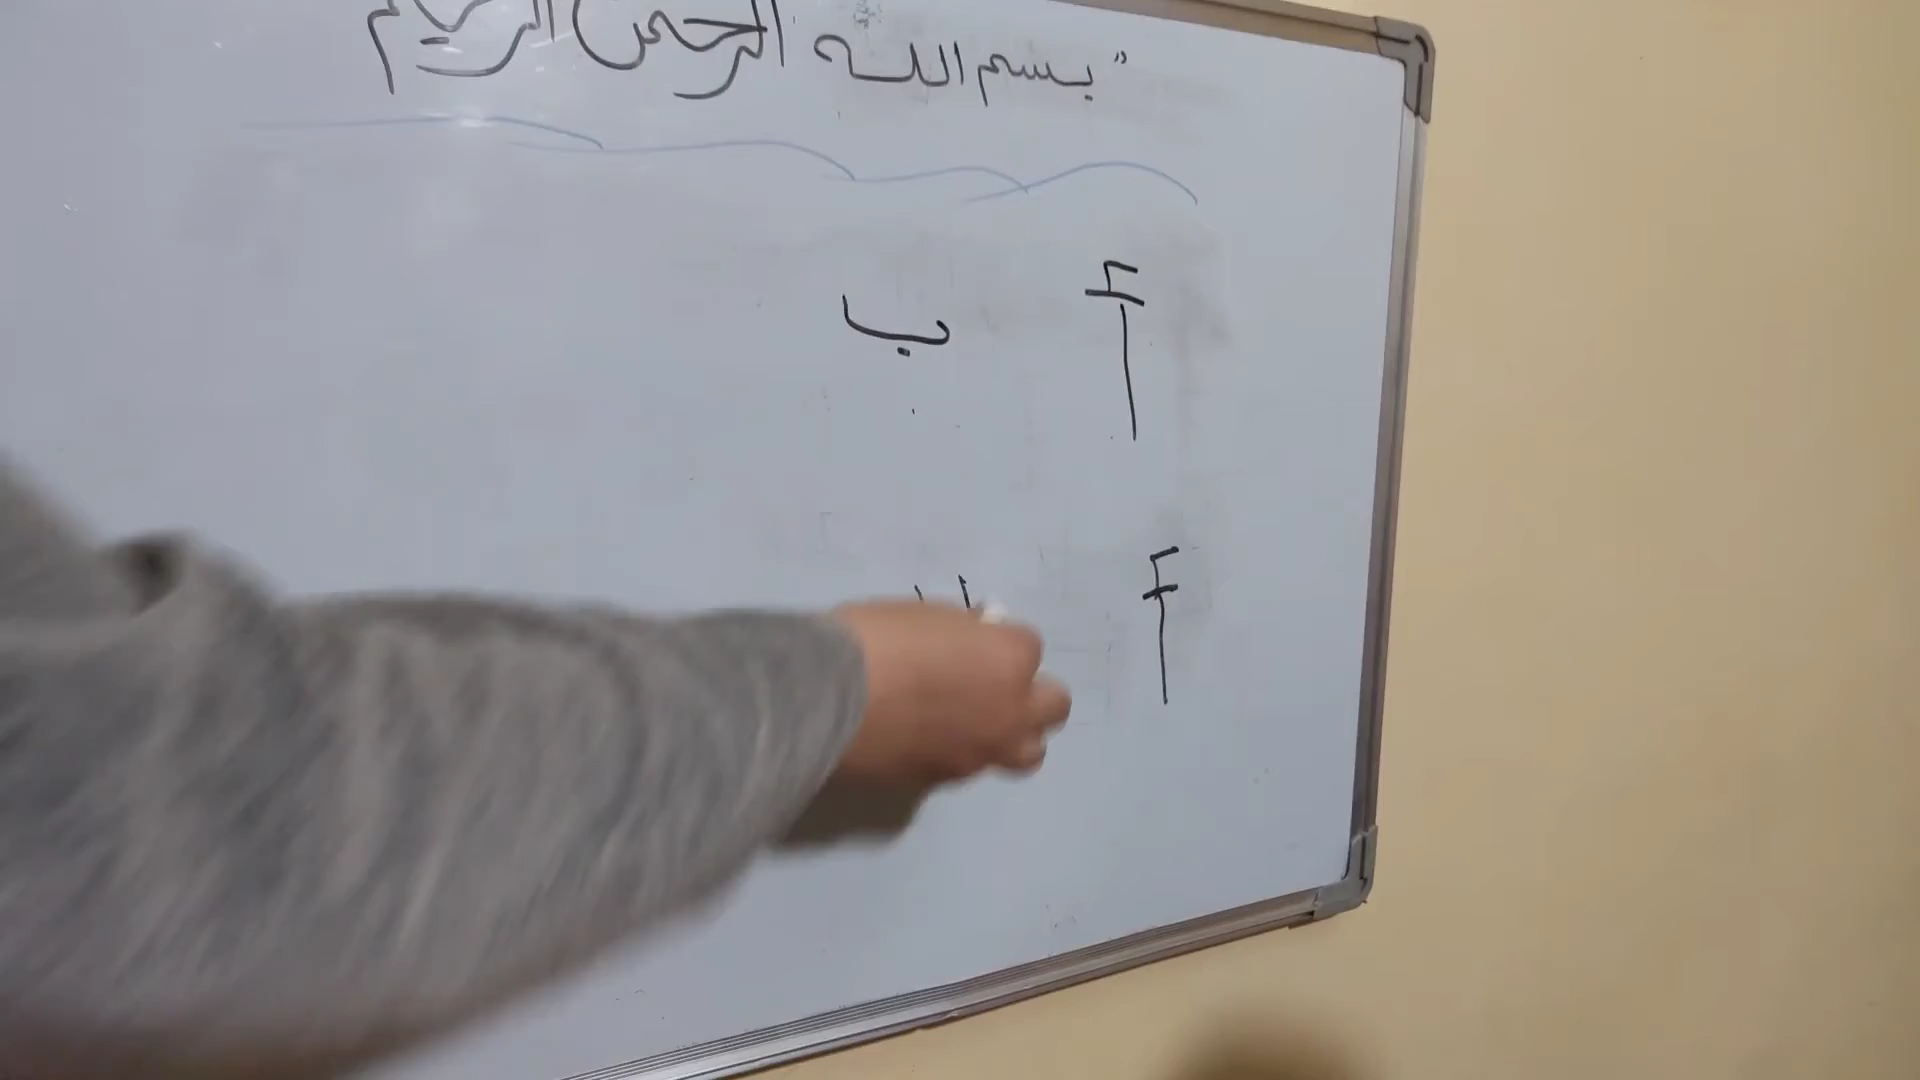 "بسم الله الرحمن الرحيم
أ ب
أ